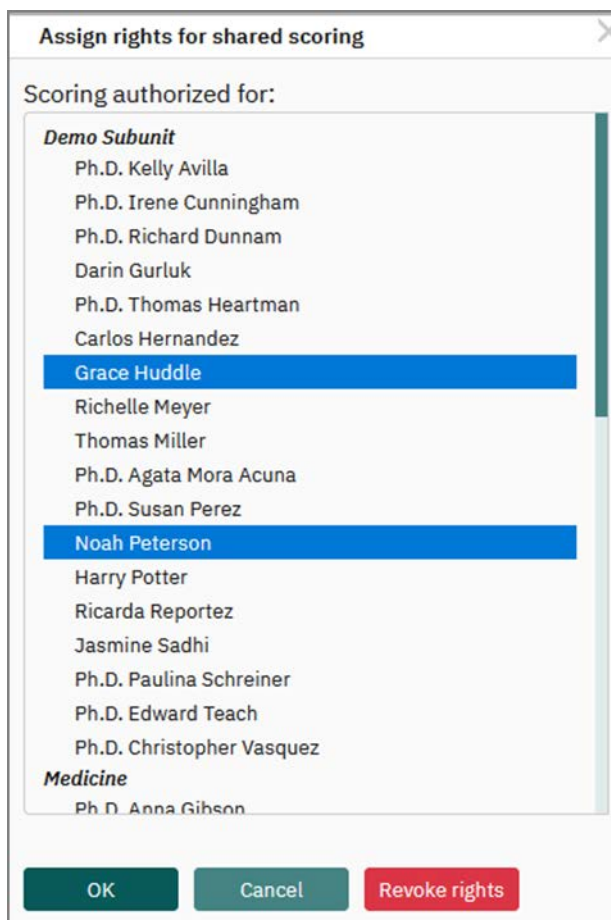 Assign rights for shared scoring
Scoring authorized for:
Demo Subunit
Ph.D. Kelly Avilla
Ph.D. Irene Cunningham
Ph.D. Richard Dunnam
Darin Gurluk
Ph.D. Thomas Heartman
Carlos Hernandez
Grace Huddle
Richelle Meyer
Thomas Miller
Ph.D. Agata Mora Acuna
Ph.D. Susan Perez
Noah Peterson
Harry Potter
Ricarda Reportez
Jasmine Sadhi
Ph.D. Paulina Schreiner
Ph.D. Edward Teach
Ph.D. Christopher Vasquez
Medicine
Ph.D. Anna Gibson
OK Cancel Revoke rights